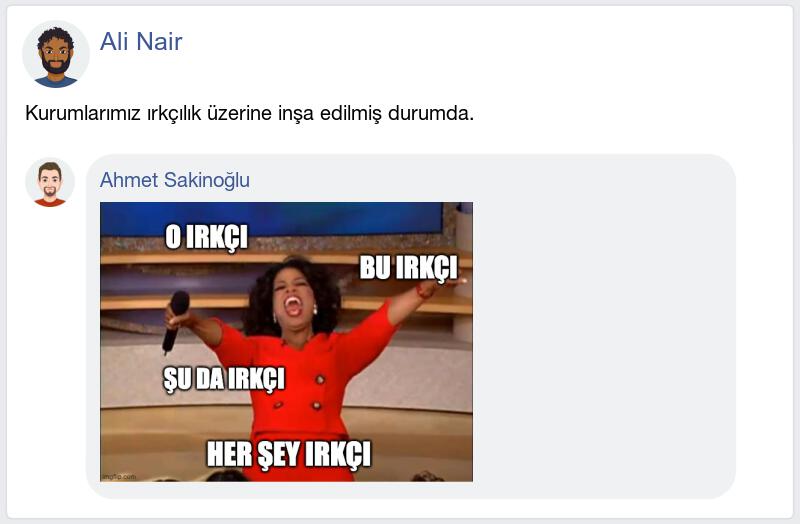 Ali Nair
Kurumlarımız ırkçılık üzerine inşa edilmiş durumda.
Ahmet Sakinoğlu
O IRKÇI
BU IRKÇI
ŞU DA IRKÇI
HER ŞEY IRKÇI
imgflip.com